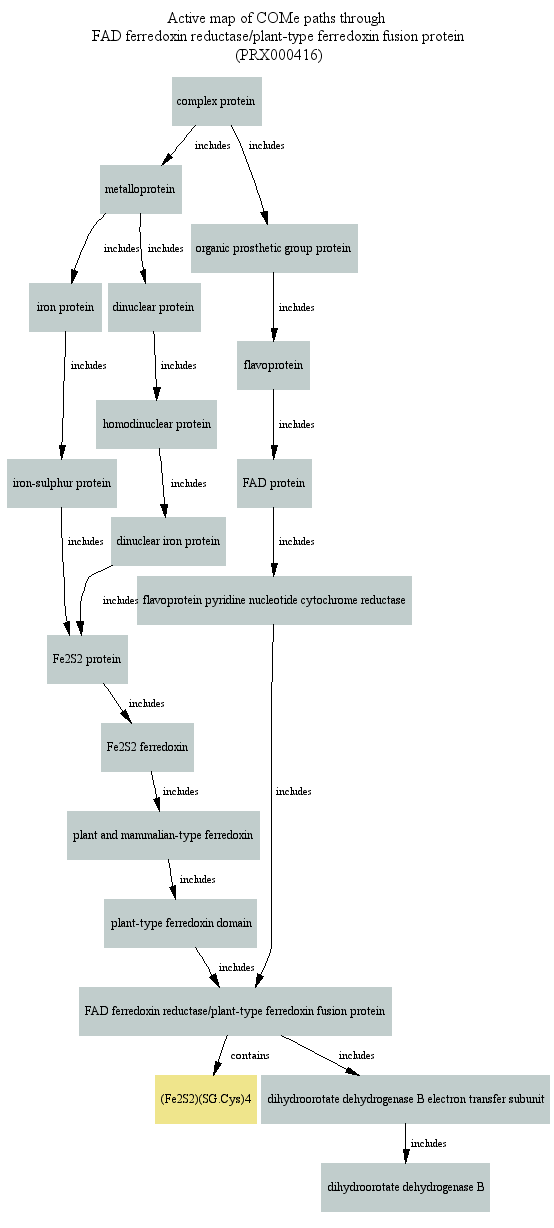 Active map of COMe paths through
FAD ferredoxin reductase/plant-type ferredoxin fusion protein
(PRX000416)
complex protein
includes
includes
metalloprotein
includes
includes
organic prosthetic group protein
iron protein
dinuclear protein
includes
includes
includes
flavoprotein
homodinuclear protein
includes
iron-sulphur protein
includes
FAD protein
includes
dinuclear iron protein
includes
includes
flavoprotein pyridine nucleotide cytochrome reductase
Fe2S2 protein
includes
Fe2S2 ferredoxin
includes
includes
plant and mammalian-type ferredoxin
includes
plant-type ferredoxin domain
includes
FAD ferredoxin reductase/plant-type ferredoxin fusion protein
contains
includes
(Fe2S2)(SG.Cys)4
dihydroorotate dehydrogenase B electron transfer subunit
includes
dihydroorotate dehydrogenase B